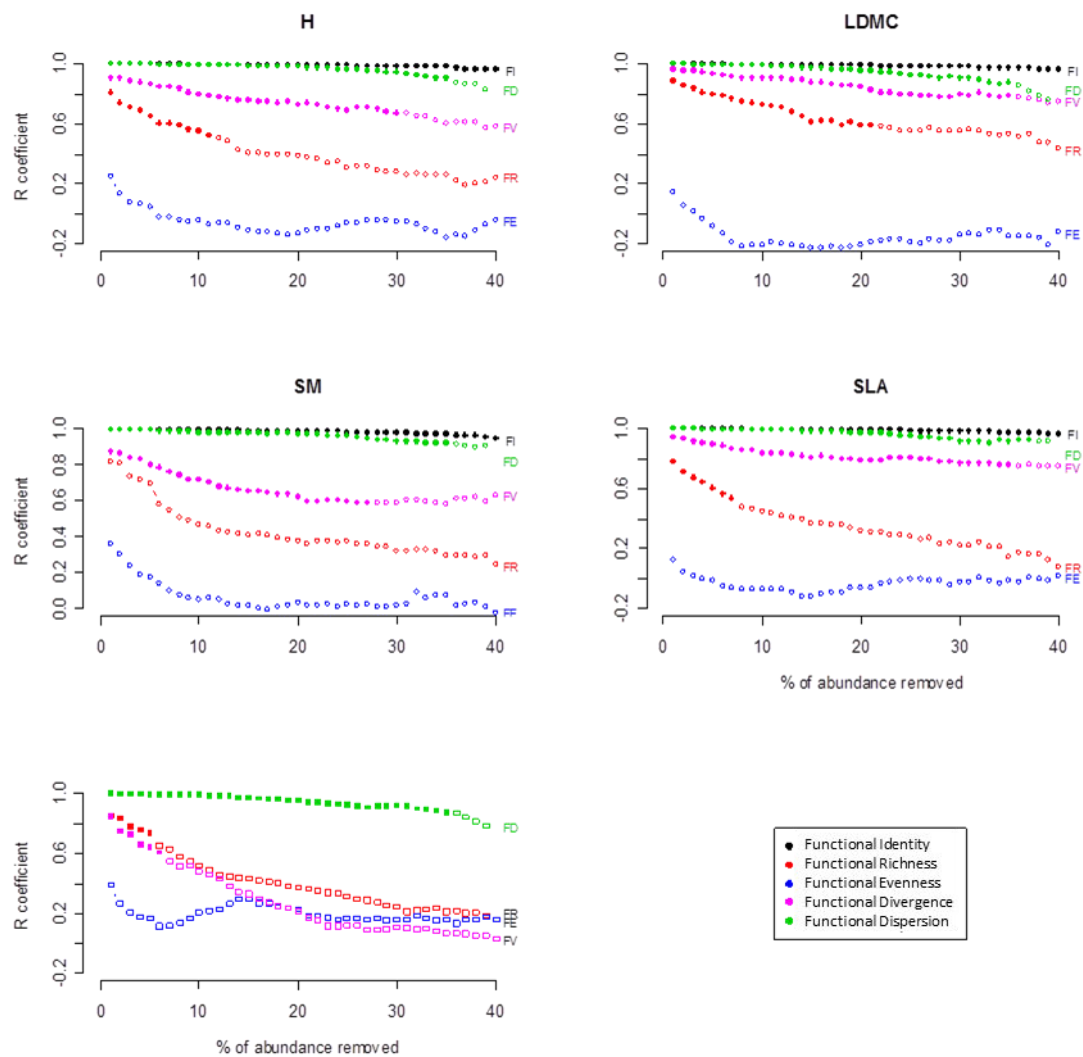 H
R coefficient
1.0
0.6
0.2
-0.2
0
10
20
30
40
FI
FD
FV
FR
FE
LDMC
1.0
0.6
0.2
-0.2
0
10
20
30
40
FI
FD
FV
FR
FE
SM
R coefficient
1.0
0.8
0.6
0.4
0.2
0.0
0
10
20
30
40
FI
FD
FV
FR
FE
SLA
1.0
0.6
0.2
-0.2
0
10
20
30
40
% of abundance removed
FI
FD
FV
FR
FE
R coefficient
1.0
0.6
0.2
-0.2
0
10
20
30
40
% of abundance removed
FD
FR
FE
FV
Functional Identity
Functional Richness
Functional Evenness
Functional Divergence
Functional Dispersion